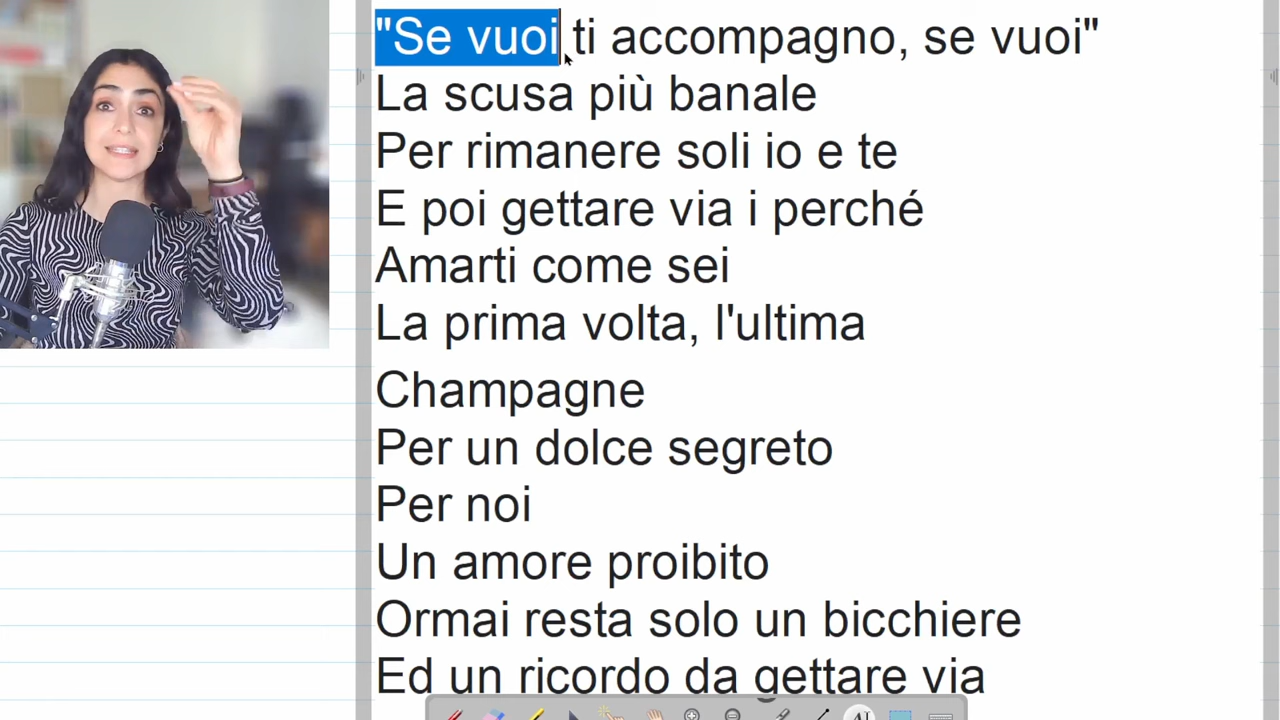 "Se vuoi ti accompagno, se vuoi"
La scusa più banale
Per rimanere soli io e te
E poi gettare via i perché
Amarti come sei
La prima volta, l'ultima
Champagne
Per un dolce segreto
Per noi
Un amore proibito
Ormai resta solo un bicchiere
Ed un ricordo da gettare via